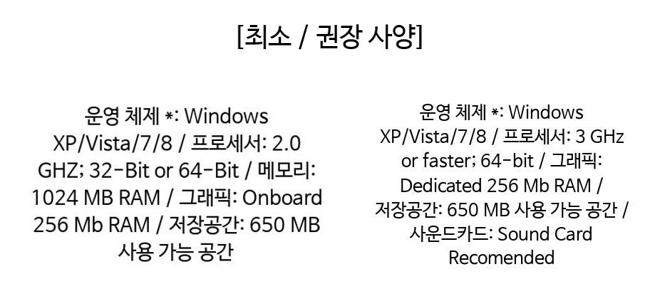 [최소 / 권장 사양]
운영 체제 *: Windows
XP/Vista/7/8 / 프로세서: 2.0
GHZ; 32-Bit or 64-Bit / 메모리:
1024 MB RAM / 그래픽: Onboard
256 Mb RAM / 저장공간: 650 MB
사용 가능 공간
운영 체제 *: Windows
XP/Vista/7/8 / 프로세서: 3 GHz
or faster; 64-bit / 그래픽:
Dedicated 256 Mb RAM /
저장공간: 650 MB 사용 가능 공간 /
사운드카드: Sound Card
Recomended